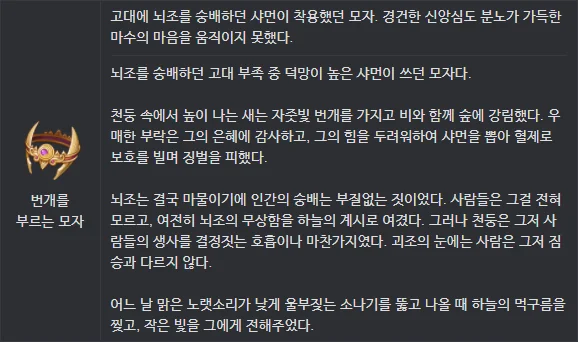 고대에 뇌조를 숭배하던 샤먼이 착용했던 모자. 경건한 신앙심도 분노가 가득한
마수의 마음을 움직이지 못했다.
뇌조를 숭배하던 고대 부족 중 덕망이 높은 샤먼이 쓰던 모자다.
천둥 속에서 높이 나는 새는 자줏빛 번개를 가지고 비와 함께 숲에 강림했다. 우
매한 부락은 그의 은혜에 감사하고, 그의 힘을 두려워하여 샤먼을 뽑아 혈제로
보호를 빌며 징벌을 피했다.
뇌조는 결국 마물이기에 인간의 숭배는 부질없는 짓이었다. 사람들은 그걸 전혀
모르고, 여전히 뇌조의 무상함을 하늘의 계시로 여겼다. 그러나 천둥은 그저 사
람들의 생사를 결정짓는 호흡이나 마찬가지였다. 괴조의 눈에는 사람은 그저 짐
승과 다르지 않다.
어느 날 맑은 노랫소리가 낮게 울부짖는 소나기를 뚫고 나올 때 하늘의 먹구름을
찢고, 작은 빛을 그에게 전해주었다.
번개를
부르는 모자